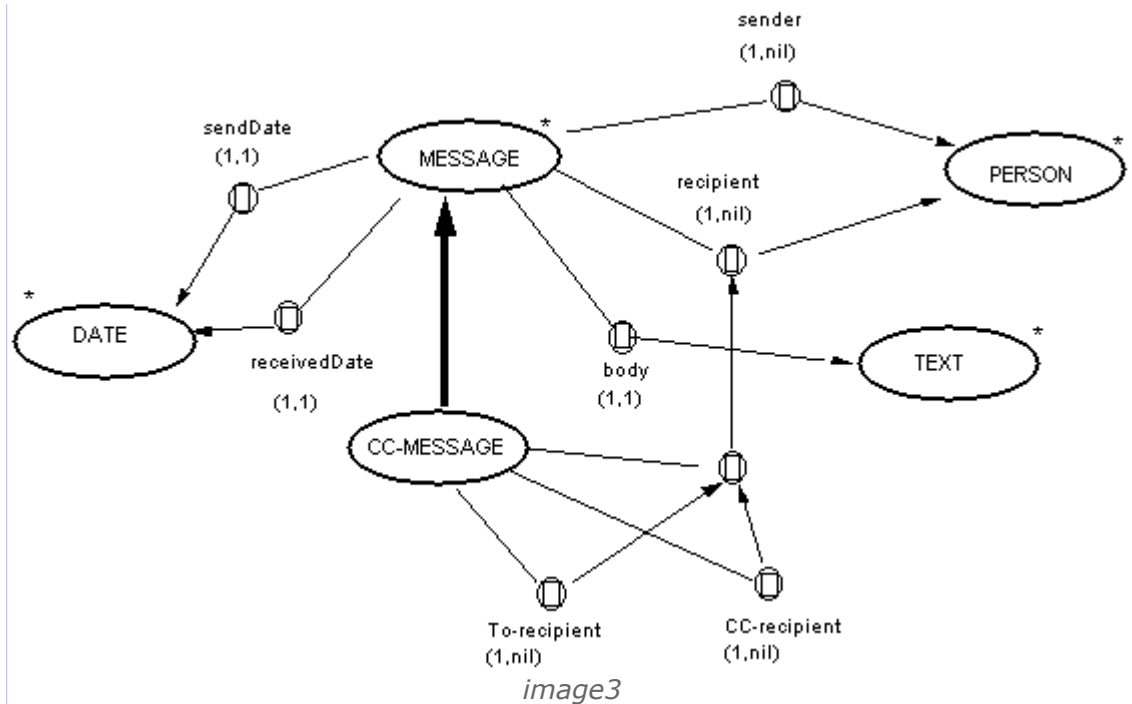 sender
(1,nil)
sendDate
(1,1)
*
MESSAGE
*
PERSON
recipient
(1,nil)
*
DATE
receivedDate
(1,1)
body
(1,1)
*
TEXT
CC-MESSAGE
To-recipient
(1,nil)
CC-recipient
(1,nil)
image3